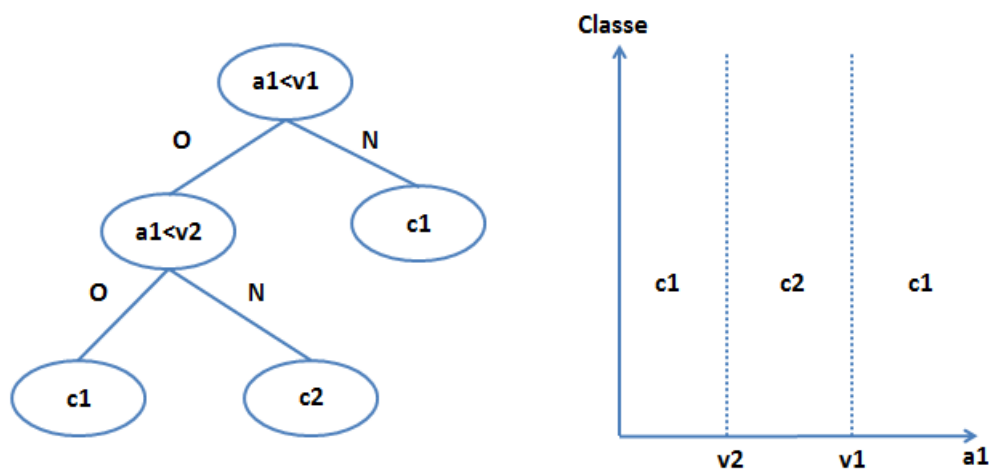 a1<v1
O N
a1<v2 c1
O N
c1 c2
Classe
c1 c2 c1
v2 v1 a1